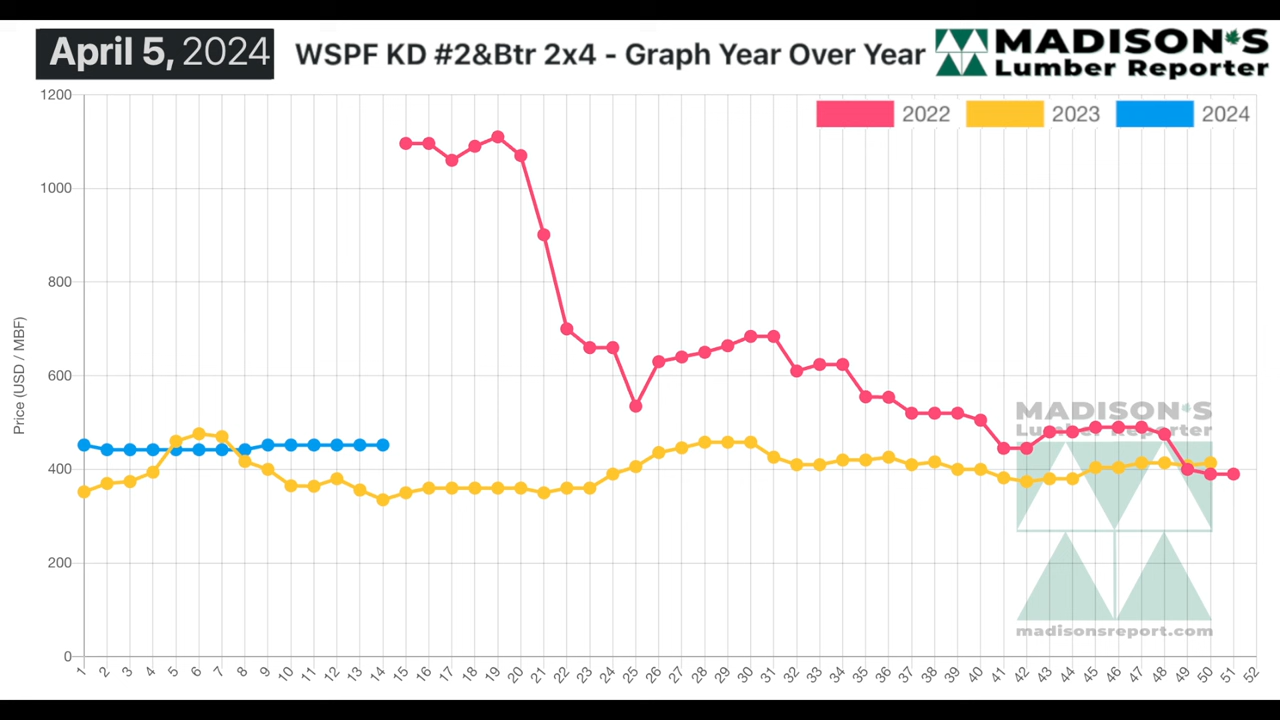 April 5, 2024 WSPF KD #2&Btr 2x4 - Graph Year Over Year
MADISON'S
Lumber Reporter
2022 2023 2024
Price (USD / MBF)
1200
1000
800
600
400
200
0
MADISON'S
Lumber Reporter
madisonsreport.com
1 2 3 4 5 6 7 8 9 10 11 12 13 14 15 16 17 18 19 20 21 22 23 24 25 26 27 28 29 30 31 32 33 34 35 36 37 38 39 40 41 42 43 44 45 46 47 48 49 50 51 52